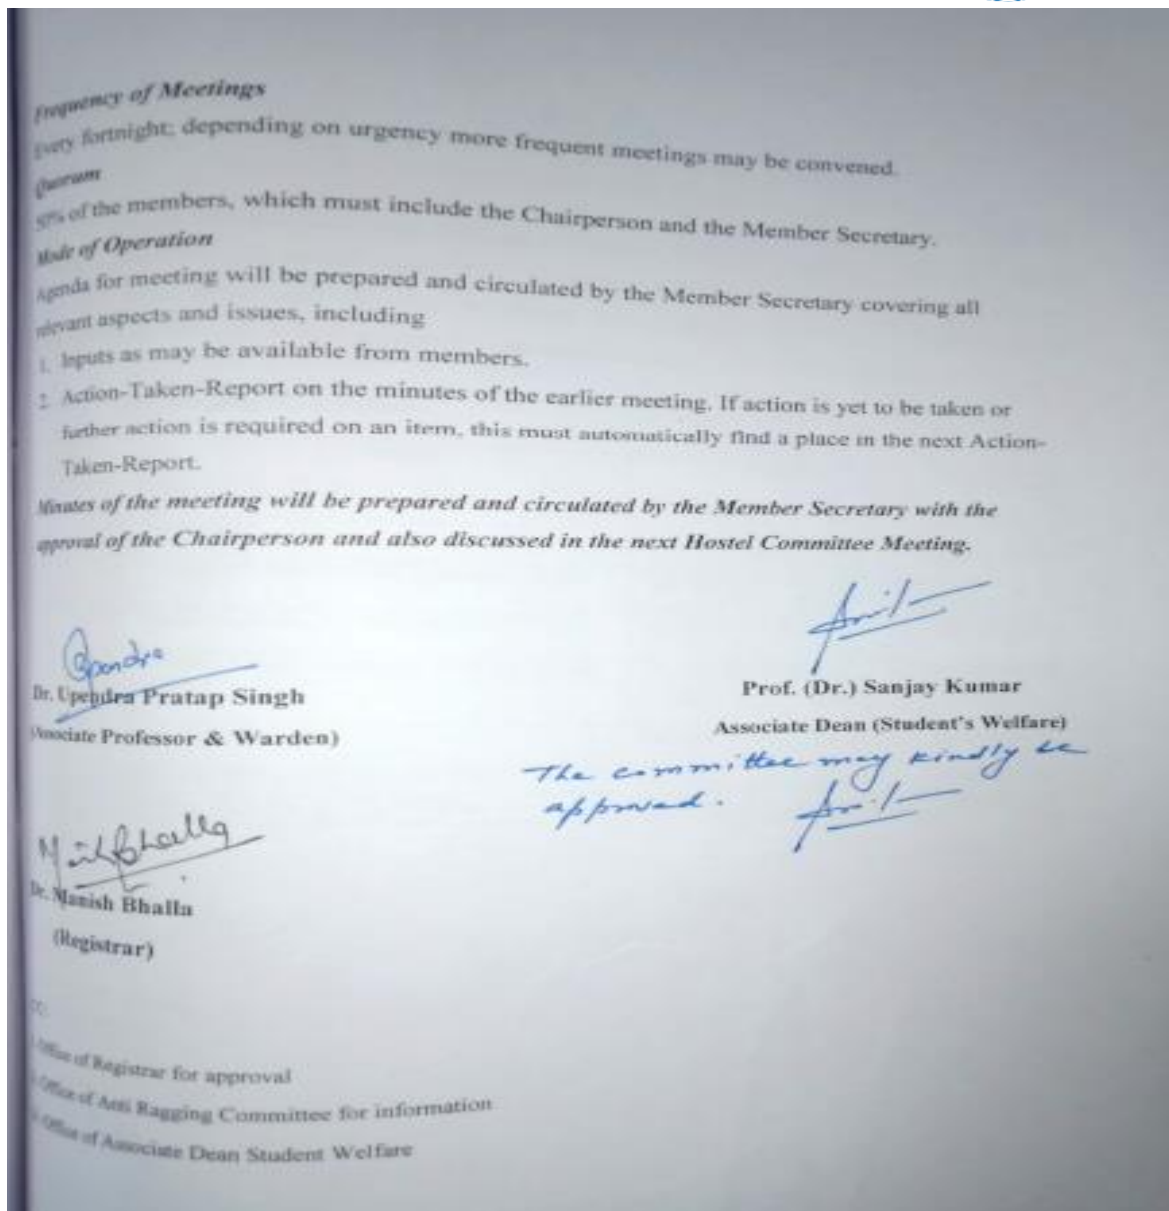 Frequency of Meetings
Every fortnight; depending on urgency more frequent meetings may be convened.
Quorum
50% of the members, which must include the Chairperson and the Member Secretary.
Mode of Operation
Agenda for meeting will be prepared and circulated by the Member Secretary covering all
relevant aspects and issues, including
1. Inputs as may be available from members.
2. Action-Taken-Report on the minutes of the earlier meeting. If action is yet to be taken or
further action is required on an item, this must automatically find a place in the next Action-
Taken-Report.
Minutes of the meeting will be prepared and circulated by the Member Secretary with the
approval of the Chairperson and also discussed in the next Hostel Committee Meeting.
Upendra
Dr. Upendra Pratap Singh
(Associate Professor & Warden)
Prof. (Dr.) Sanjay Kumar
Associate Dean (Student's Welfare)
The committee may kindly be
approved.
Dr. Manish Bhalla
(Registrar)
CC:
Office of Registrar for approval
Office of Anti Ragging Committee for information
Office of Associate Dean Student Welfare